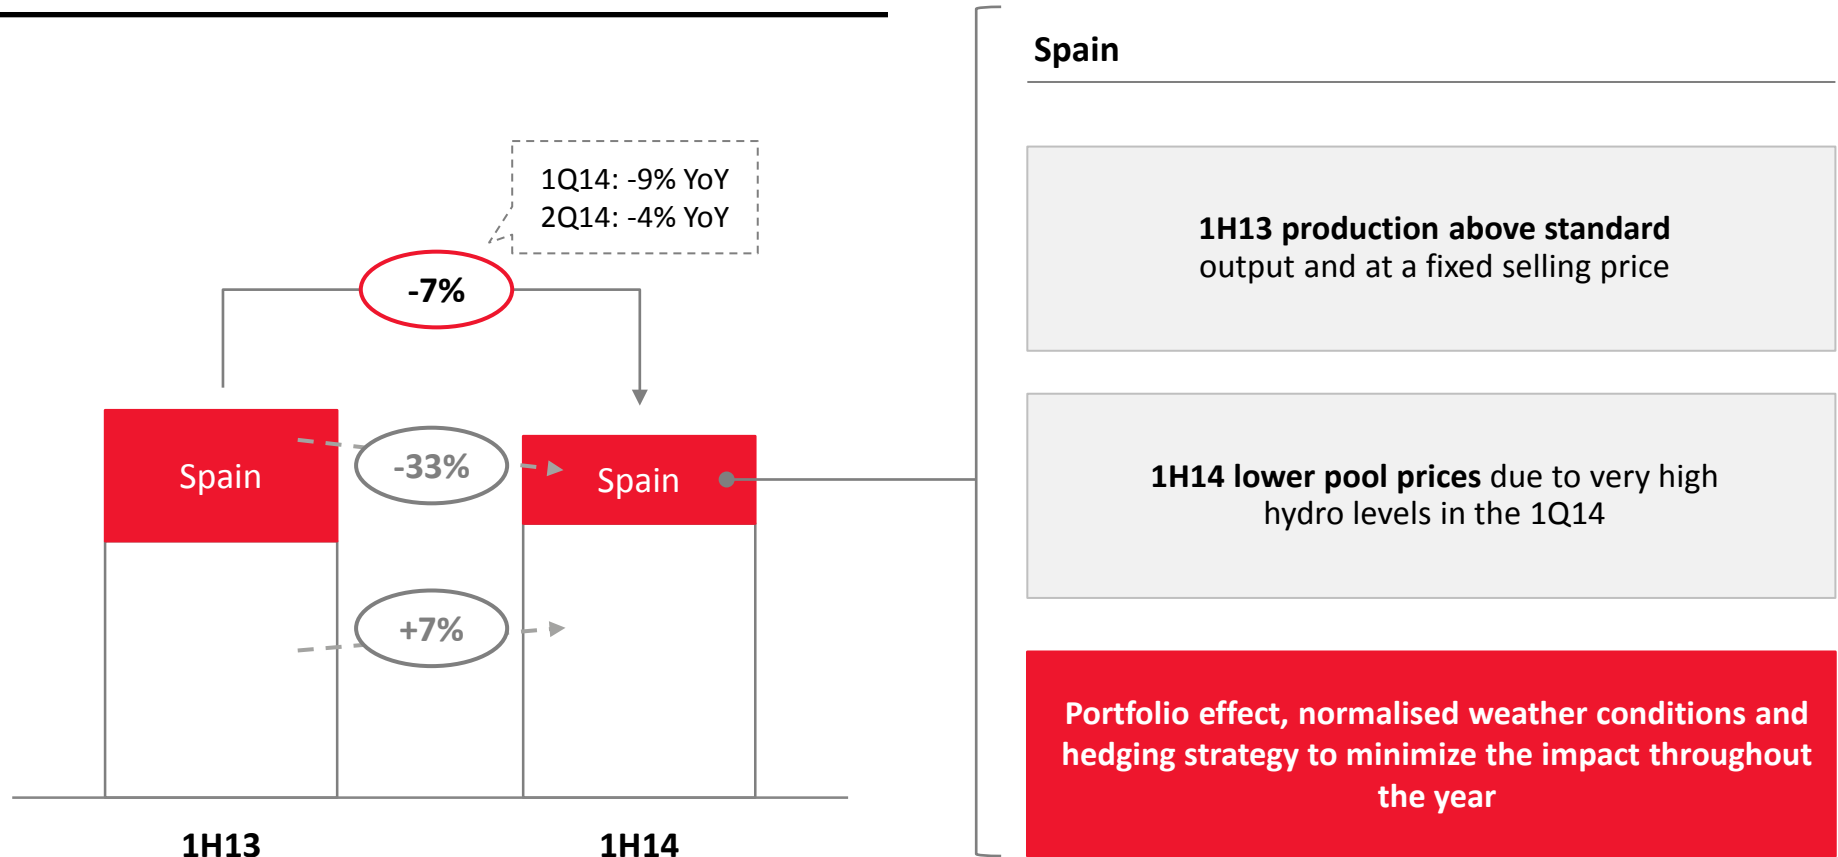 1Q14: -9% YoY
2Q14: -4% YoY
-7%
Spain
-33%
Spain
+7%
1H13
1H14
Spain
1H13 production above standard
output and at a fixed selling price
1H14 lower pool prices due to very high
hydro levels in the 1Q14
Portfolio effect, normalised weather conditions and
hedging strategy to minimize the impact throughout
the year